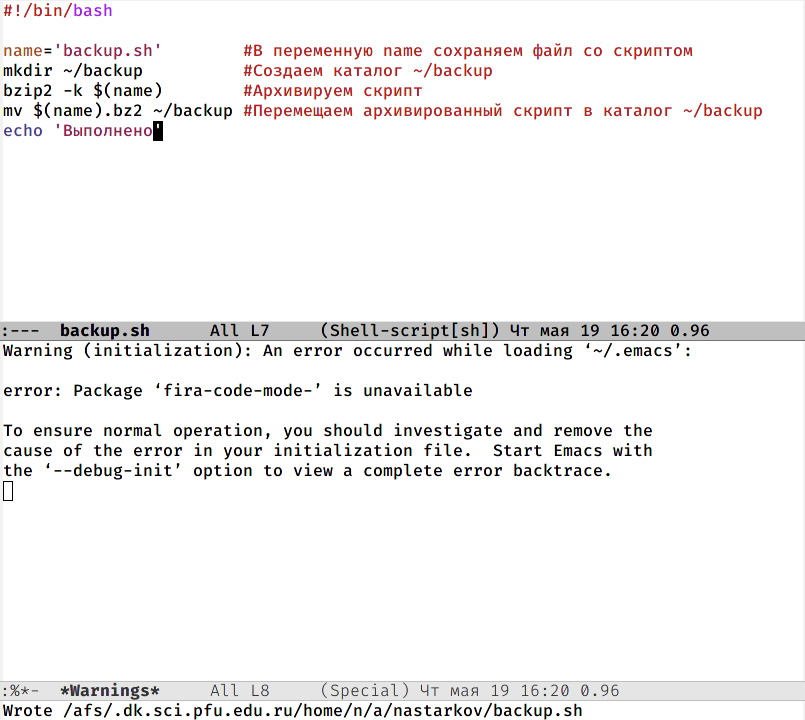 #!/bin/bash
name='backup.sh' #В переменную name сохраняем файл со скриптом
mkdir ~/backup #Создаем каталог ~/backup
bzip2 -k $(name) #Архивируем скрипт
mv $(name).bz2 ~/backup #Перемещаем архивированный скрипт в каталог ~/backup
echo 'Выполнено'
:--- backup.sh All L7 (Shell-script[sh]) Чт мая 19 16:20 0.96
Warning (initialization): An error occurred while loading ‘~/.emacs’:
error: Package ‘fira-code-mode-’ is unavailable
To ensure normal operation, you should investigate and remove the
cause of the error in your initialization file. Start Emacs with
the ‘--debug-init’ option to view a complete error backtrace.
:%*- *Warnings* All L8 (Special) Чт мая 19 16:20 0.96
Wrote /afs/.dk.sci.pfu.edu.ru/home/n/a/nastarkov/backup.sh